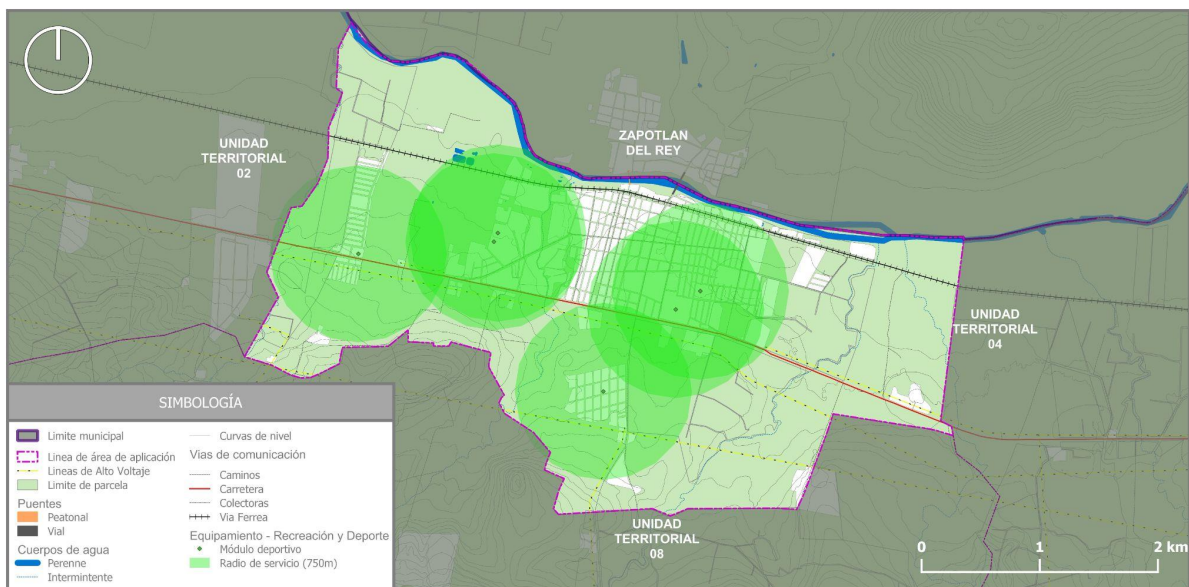 UNIDAD
TERRITORIAL
02
ZAPOTLAN
DEL REY
UNIDAD
TERRITORIAL
04
UNIDAD
TERRITORIAL
08
SIMBOLOGÍA
Limite municipal
Linea de área de aplicación
Lineas de Alto Voltaje
Limite de parcela
Puentes
Peatonal
Vial
Cuerpos de agua
Perenne
Intermintente
Curvas de nivel
Vias de comunicación
Caminos
Carretera
Colectoras
Via Ferrea
Equipamiento - Recreación y Deporte
Módulo deportivo
Radio de servicio (750m)
0 1 2 km